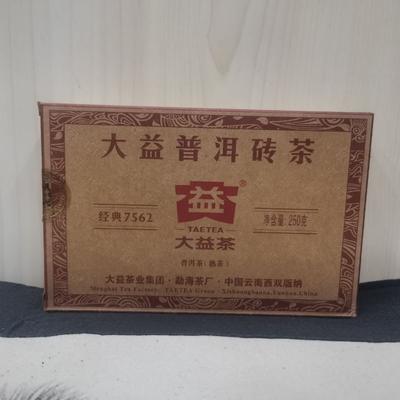 大益普洱砖茶
经典7562
益®
TAETEA
大益茶
净含量:250克
普洱茶(熟茶)
大益茶业集团·勐海茶厂·中国云南西双版纳
Menghai Tea Factory, TAETEA Group · Xishuangbanna, Yunnan, China